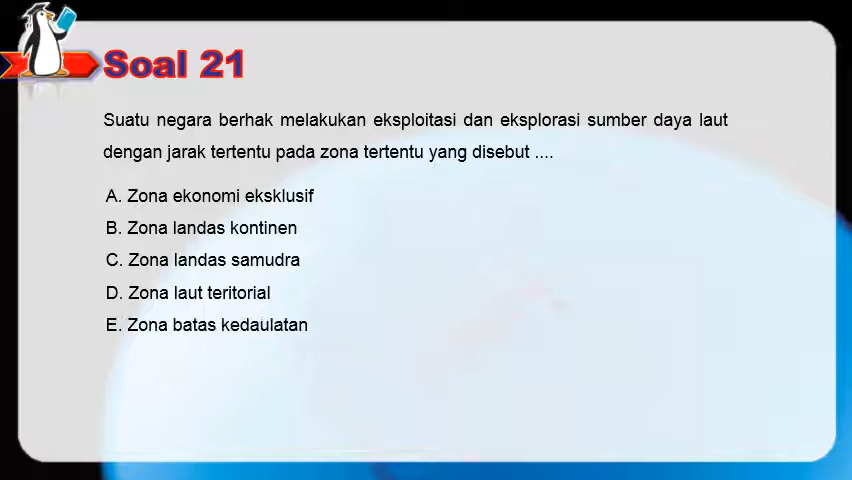 Soal 21
Suatu negara berhak melakukan eksploitasi dan eksplorasi sumber daya laut
dengan jarak tertentu pada zona tertentu yang disebut ....
A. Zona ekonomi eksklusif
B. Zona landas kontinen
C. Zona landas samudra
D. Zona laut teritorial
E. Zona batas kedaulatan